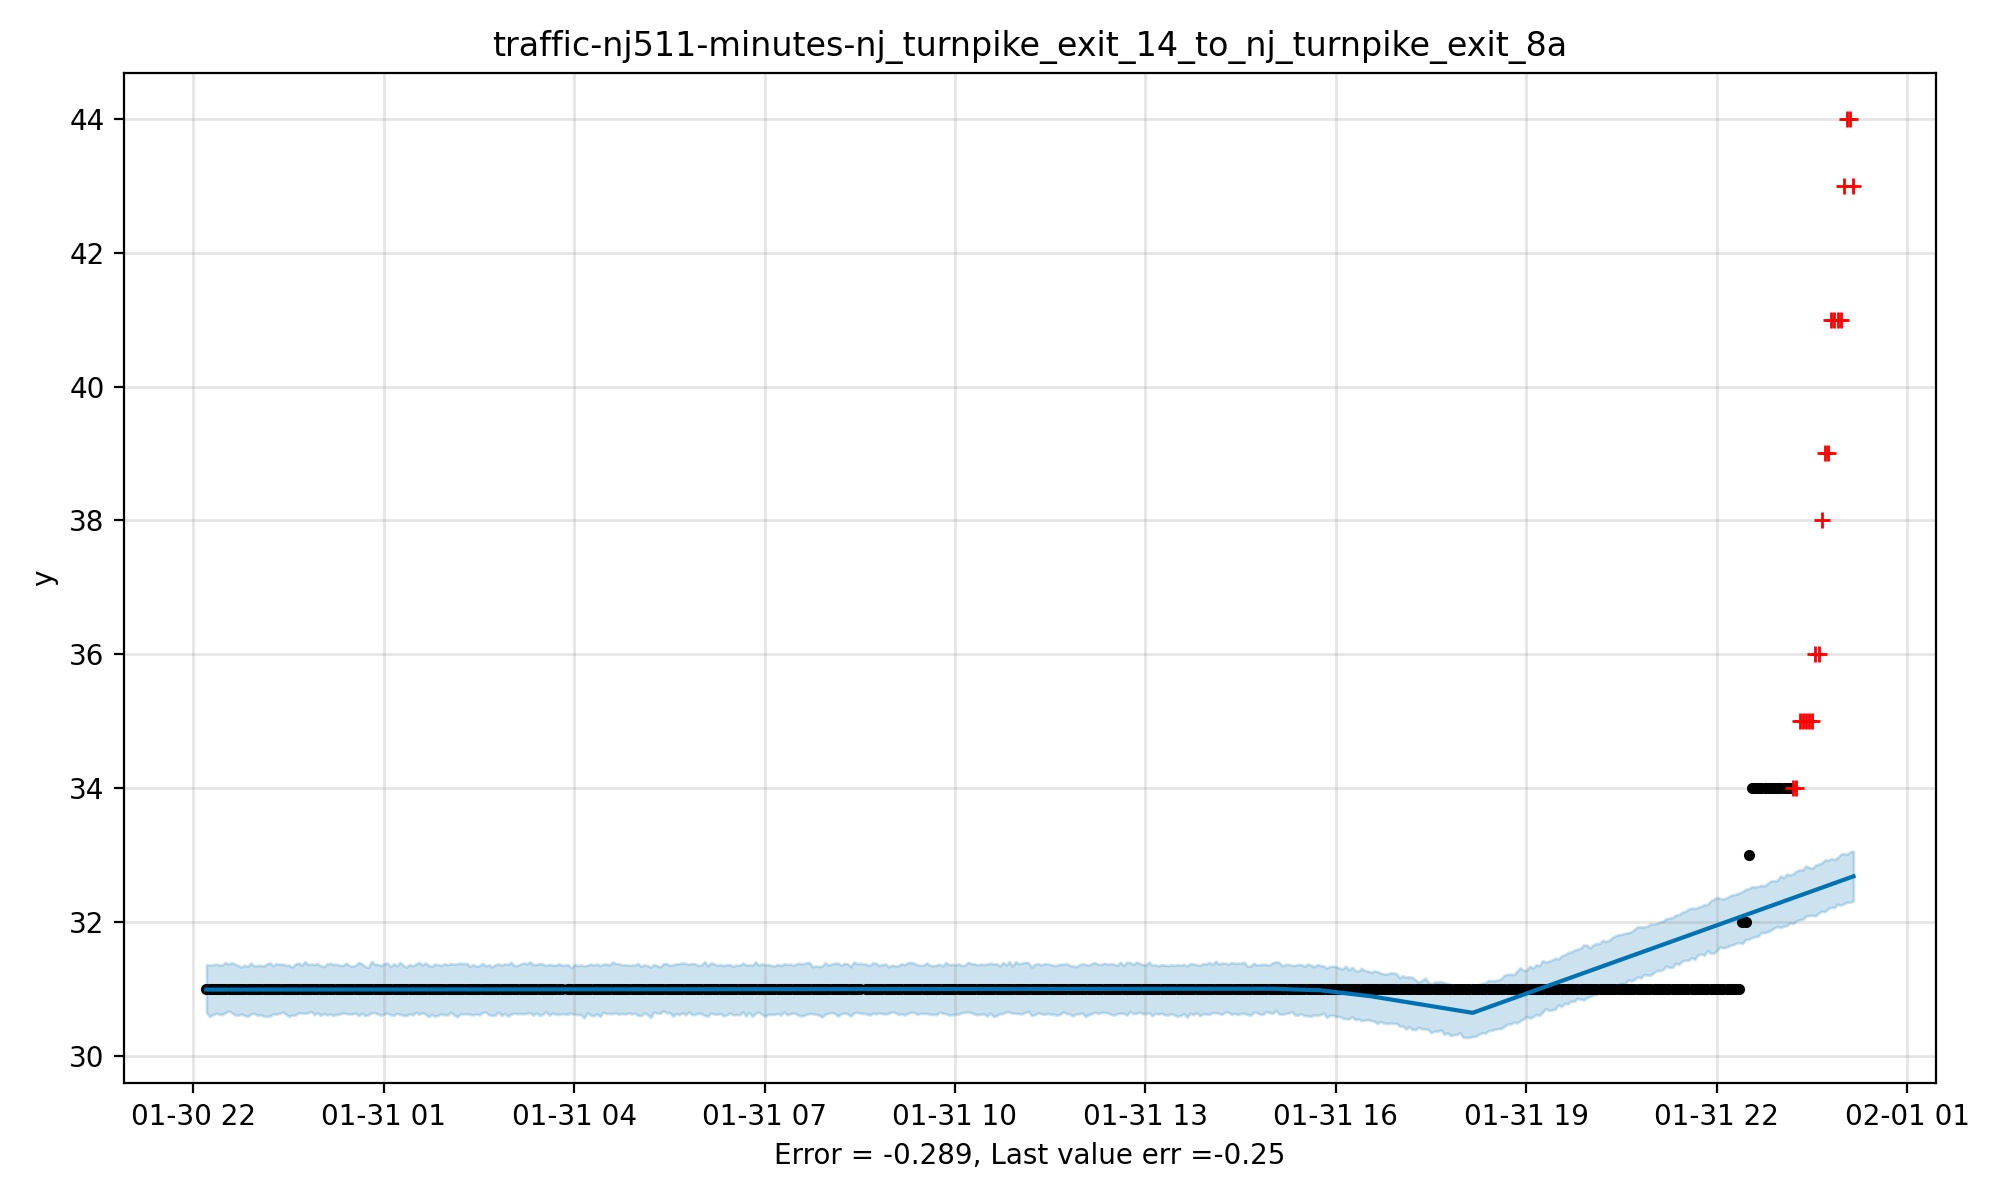 traffic-nj511-minutes-nj_turnpike_exit_14_to_nj_turnpike_exit_8a
44
42
40
38
36
34
32
30
y
01-30 22 01-31 01 01-31 04 01-31 07 01-31 10 01-31 13 01-31 16 01-31 19 01-31 22 02-01 01
Error = -0.289, Last value err =-0.25